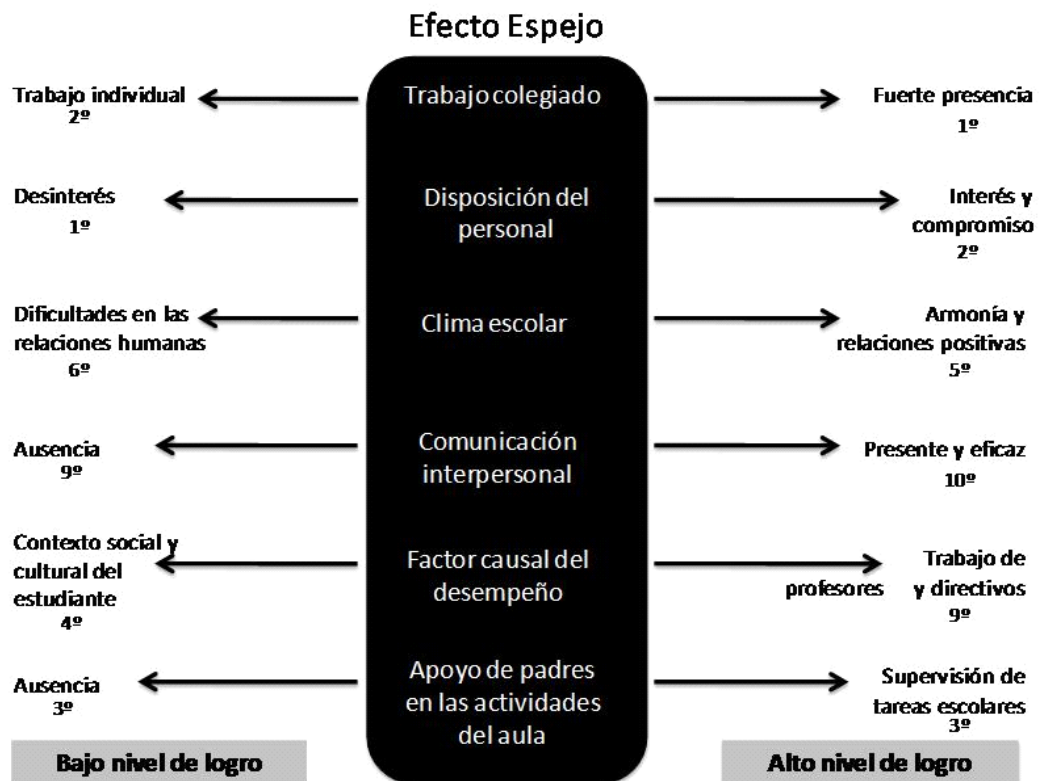 Efecto Espejo
Trabajo individual
2º
Trabajo colegiado
Fuerte presencia
1º
Desinterés
1º
Disposición del
personal
Interés y
compromiso
2º
Dificultades en las
relaciones humanas
6º
Clima escolar
Armonía y
relaciones positivas
5º
Ausencia
9º
Comunicación
interpersonal
Presente y eficaz
10º
Contexto social y
cultural del
estudiante
4º
Factor causal del
desempeño
Trabajo de
profesores y directivos
9º
Ausencia
3º
Apoyo de padres
en las actividades
del aula
Supervisión de
tareas escolares
3º
Bajo nivel de logro
Alto nivel de logro